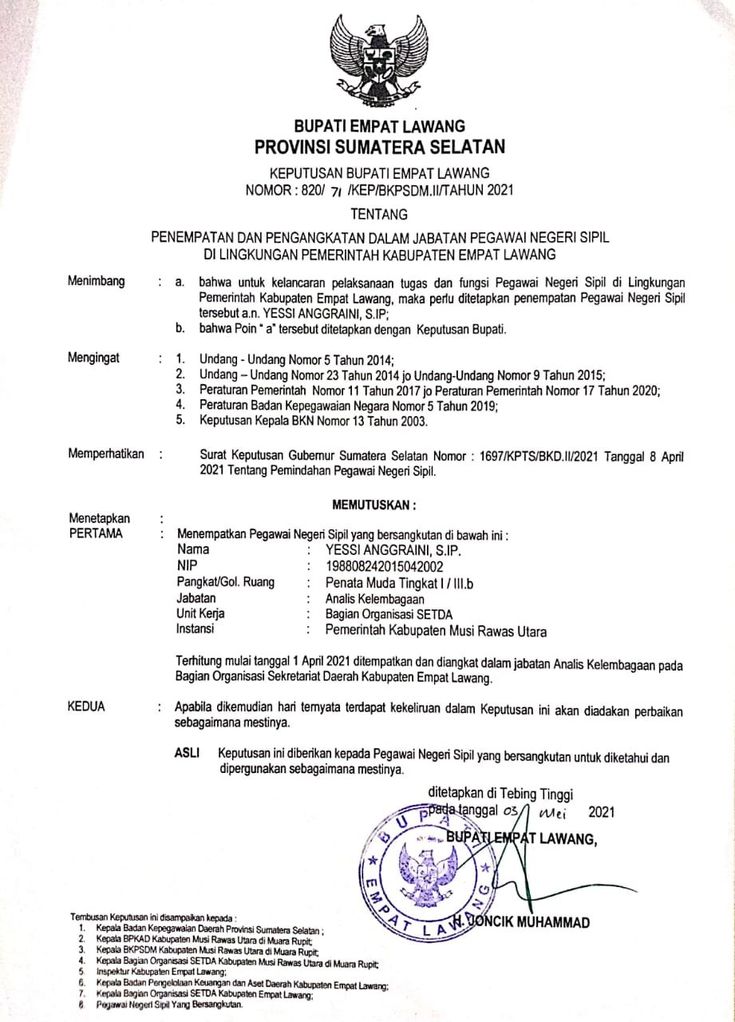 BUPATI EMPAT LAWANG
PROVINSI SUMATERA SELATAN
KEPUTUSAN BUPATI EMPAT LAWANG
NOMOR : 820/ 71 /KEP/BKPSDM.II/TAHUN 2021
TENTANG
PENEMPATAN DAN PENGANGKATAN DALAM JABATAN PEGAWAI NEGERI SIPIL
DI LINGKUNGAN PEMERINTAH KABUPATEN EMPAT LAWANG
Menimbang : a. bahwa untuk kelancaran pelaksanaan tugas dan fungsi Pegawai Negeri Sipil di Lingkungan
Pemerintah Kabupaten Empat Lawang, maka perlu ditetapkan penempatan Pegawai Negeri Sipil
tersebut a.n. YESSI ANGGRAINI, S.IP;
b. bahwa Poin " a" tersebut ditetapkan dengan Keputusan Bupati.
Mengingat : 1. Undang - Undang Nomor 5 Tahun 2014;
2. Undang – Undang Nomor 23 Tahun 2014 jo Undang-Undang Nomor 9 Tahun 2015;
3. Peraturan Pemerintah Nomor 11 Tahun 2017 jo Peraturan Pemerintah Nomor 17 Tahun 2020;
4. Peraturan Badan Kepegawaian Negara Nomor 5 Tahun 2019;
5. Keputusan Kepala BKN Nomor 13 Tahun 2003.
Memperhatikan : Surat Keputusan Gubernur Sumatera Selatan Nomor : 1697/KPTS/BKD.II/2021 Tanggal 8 April
2021 Tentang Pemindahan Pegawai Negeri Sipil.
MEMUTUSKAN :
Menetapkan :
PERTAMA : Menempatkan Pegawai Negeri Sipil yang bersangkutan di bawah ini :
Nama : YESSI ANGGRAINI, S.IP.
NIP : 198808242015042002
Pangkat/Gol. Ruang : Penata Muda Tingkat I / III.b
Jabatan : Analis Kelembagaan
Unit Kerja : Bagian Organisasi SETDA
Instansi : Pemerintah Kabupaten Musi Rawas Utara
Terhitung mulai tanggal 1 April 2021 ditempatkan dan diangkat dalam jabatan Analis Kelembagaan pada
Bagian Organisasi Sekretariat Daerah Kabupaten Empat Lawang.
KEDUA : Apabila dikemudian hari ternyata terdapat kekeliruan dalam Keputusan ini akan diadakan perbaikan
sebagaimana mestinya.
ASLI Keputusan ini diberikan kepada Pegawai Negeri Sipil yang bersangkutan untuk diketahui dan
dipergunakan sebagaimana mestinya.
ditetapkan di Tebing Tinggi
pada tanggal 03 Mei 2021
BUPATI EMPAT LAWANG,
BUPATI
EMPAT LAWANG
H. JONCIK MUHAMMAD
Tembusan Keputusan ini disampaikan kepada :
1. Kepala Badan Kepegawaian Daerah Provinsi Sumatera Selatan ;
2. Kepala BPKAD Kabupaten Musi Rawas Utara di Muara Rupit;
3. Kepala BKPSDM Kabupaten Musi Rawas Utara di Muara Rupit;
4. Kepala Bagian Organisasi SETDA Kabupaten Musi Rawas Utara di Muara Rupit;
5. Inspektur Kabupaten Empat Lawang;
6. Kepala Badan Pengelolaan Keuangan dan Aset Daerah Kabupaten Empat Lawang;
7. Kepala Bagian Organisasi SETDA Kabupaten Empat Lawang;
8. Pegawai Negeri Sipil Yang Bersangkutan.